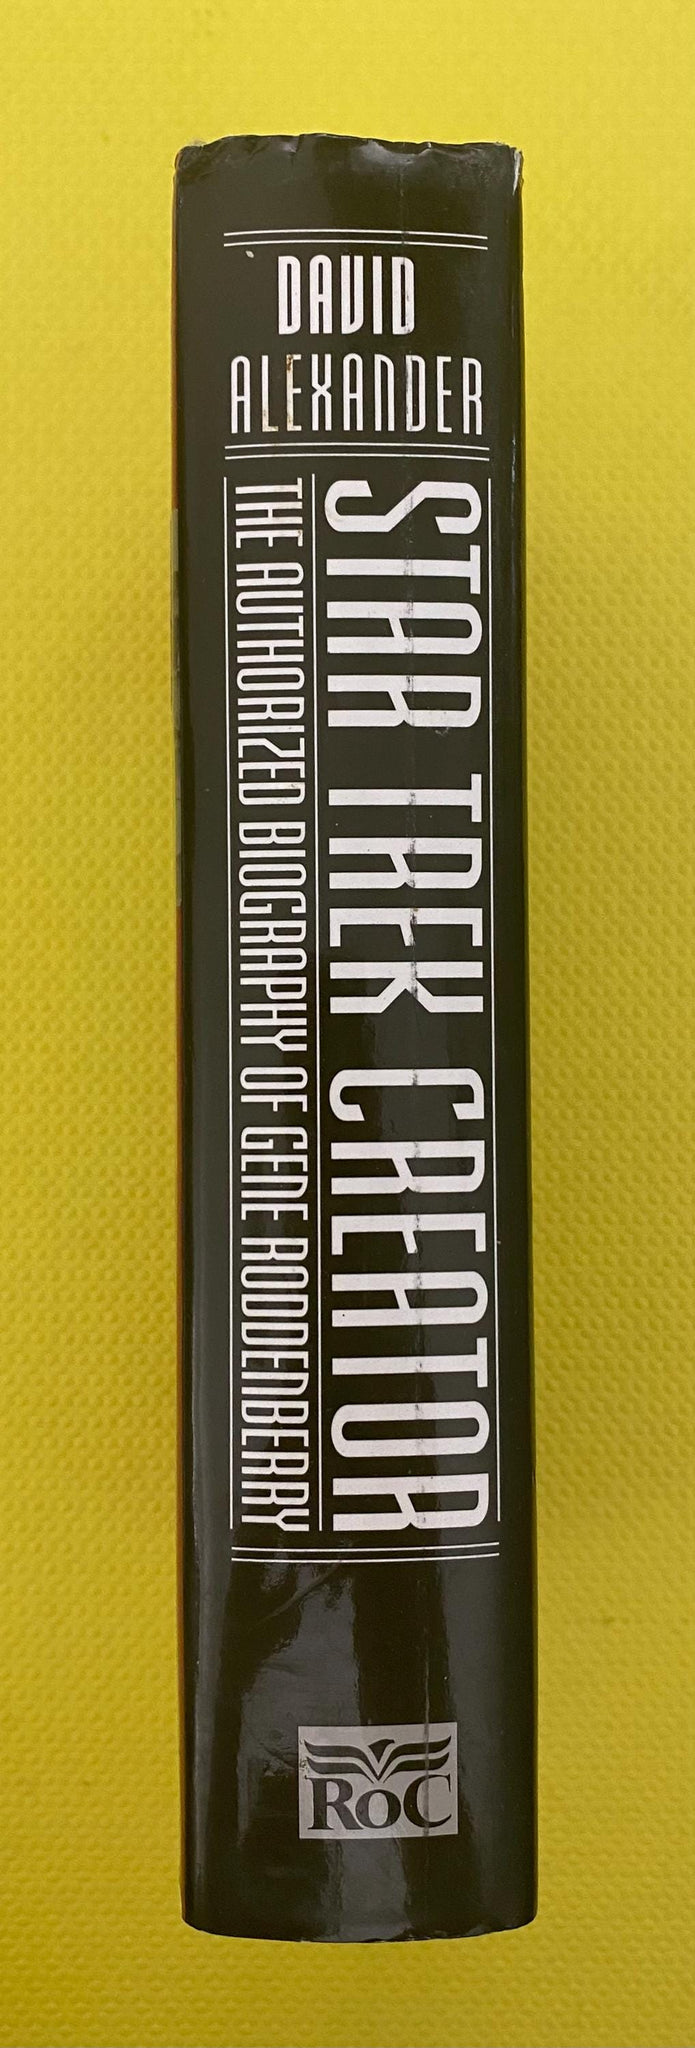 DAVID
ALEXANDER
STAR TREK CREATOR
THE AUTHORIZED BIOGRAPHY OF GENE RODDENBERRY
ROC